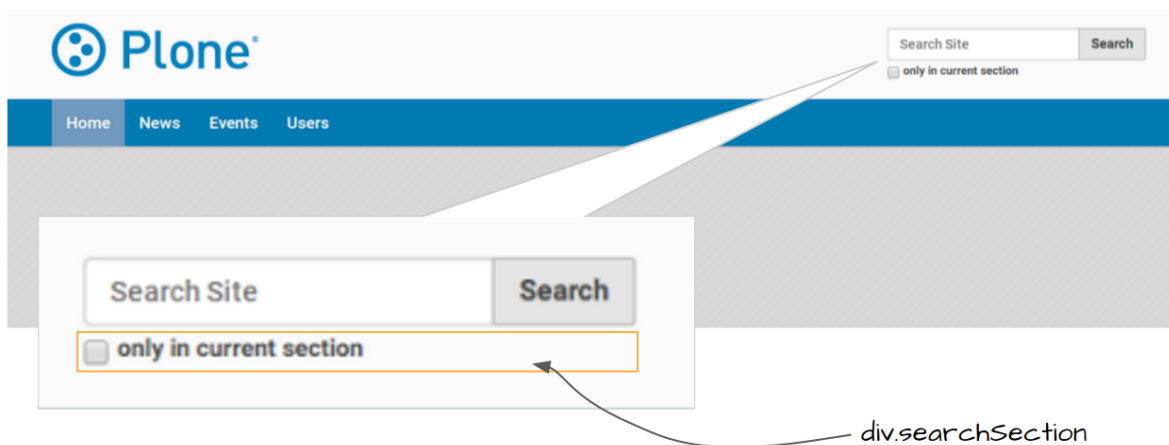 Plone®
Search Site Search
only in current section
Home News Events Users
Search Site Search
only in current section
div.searchSection